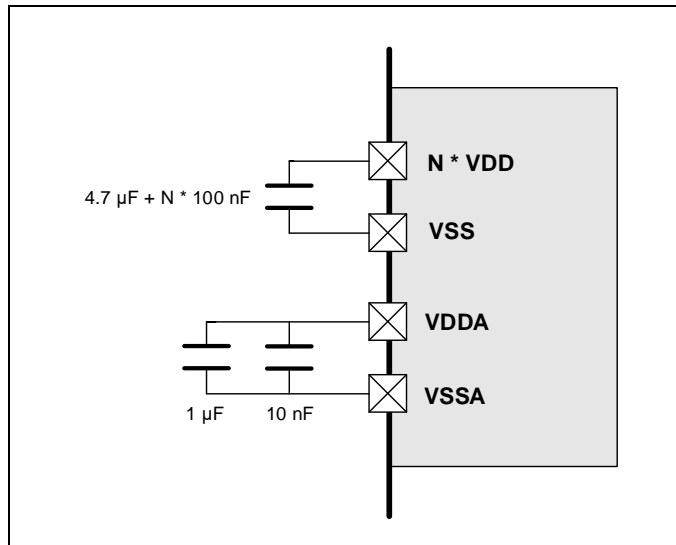 N * VDD
4.7 µF + N * 100 nF
VSS
VDDA
VSSA
1 µF 10 nF